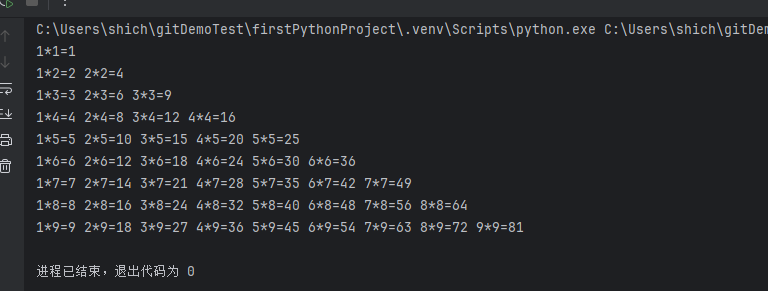 C:\Users\shich\gitDemoTest\firstPythonProject\.venv\Scripts\python.exe C:\Users\shich\gitDem
1*1=1
1*2=2 2*2=4
1*3=3 2*3=6 3*3=9
1*4=4 2*4=8 3*4=12 4*4=16
1*5=5 2*5=10 3*5=15 4*5=20 5*5=25
1*6=6 2*6=12 3*6=18 4*6=24 5*6=30 6*6=36
1*7=7 2*7=14 3*7=21 4*7=28 5*7=35 6*7=42 7*7=49
1*8=8 2*8=16 3*8=24 4*8=32 5*8=40 6*8=48 7*8=56 8*8=64
1*9=9 2*9=18 3*9=27 4*9=36 5*9=45 6*9=54 7*9=63 8*9=72 9*9=81
进程已结束，退出代码为 0